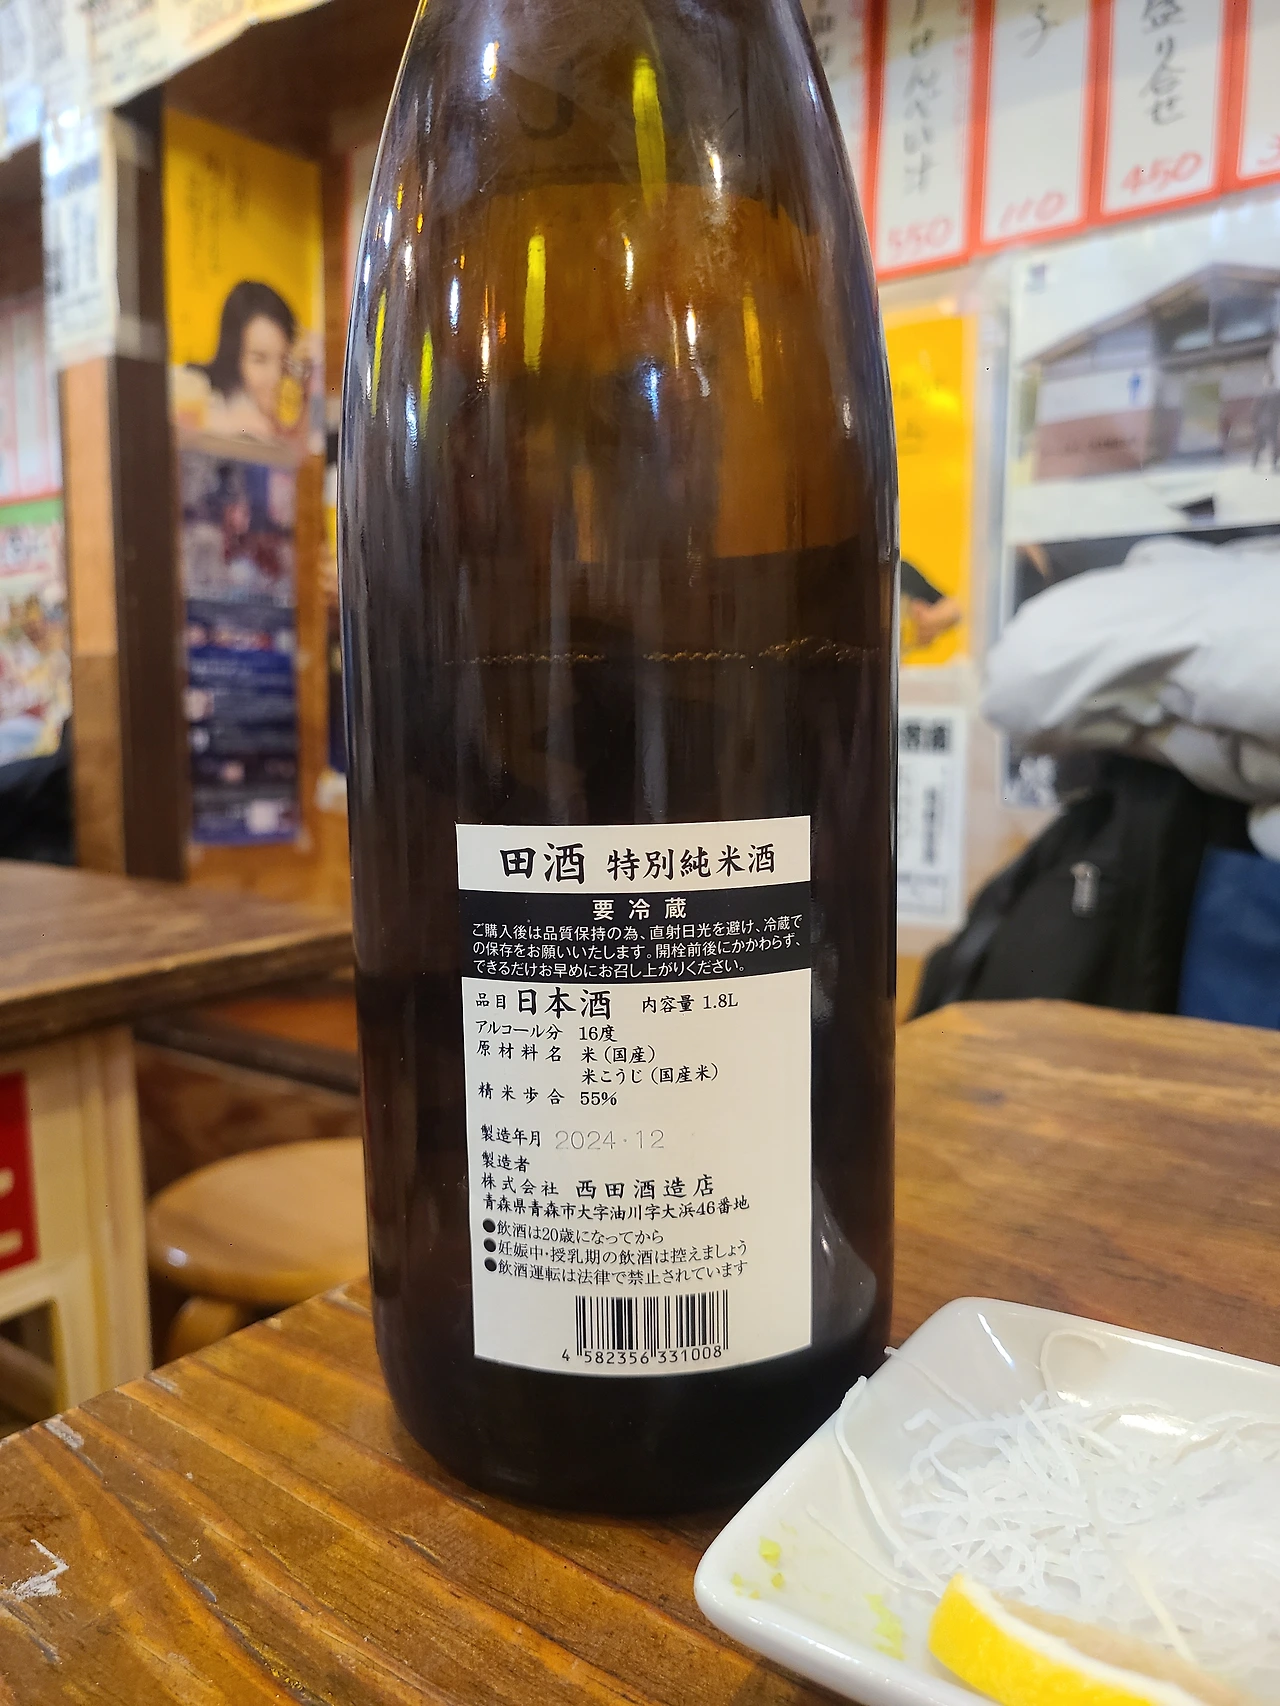 せんべい汁
550
子
110
盛り合せ
450
田酒 特別純米酒
要冷蔵
ご購入後は品質保持の為、直射日光を避け、冷蔵で
の保存をお願いいたします。開栓前後にかかわらず、
できるだけお早めにお召し上がりください。
品目 日本酒 内容量 1.8L
アルコール分 16度
原材料名 米（国産）
米こうじ（国産米）
精米歩合 55%
製造年月 2024・12
製造者
株式会社 西田酒造店
青森県青森市大字油川字大浜46番地
●飲酒は20歳になってから
●妊娠中・授乳期の飲酒は控えましょう
●飲酒運転は法律で禁止されています
4 582356 331008